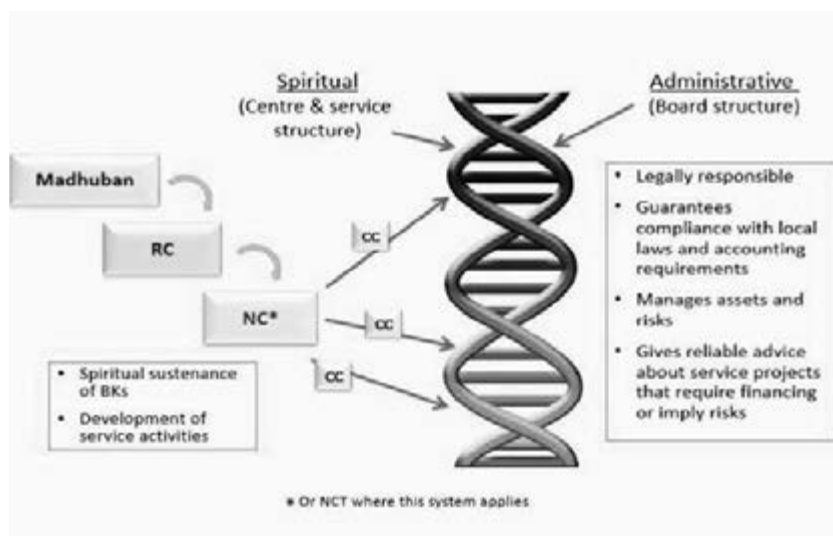 Spiritual
(Centre & service
structure)
Administrative
(Board structure)
Madhuban
RC
NC*
CC
CC
CC
• Spiritual sustenance
of BKs
• Development of
service activities
• Legally responsible
• Guarantees
compliance with local
laws and accounting
requirements
• Manages assets and
risks
• Gives reliable advice
about service projects
that require financing
or imply risks
* Or NCT where this system applies